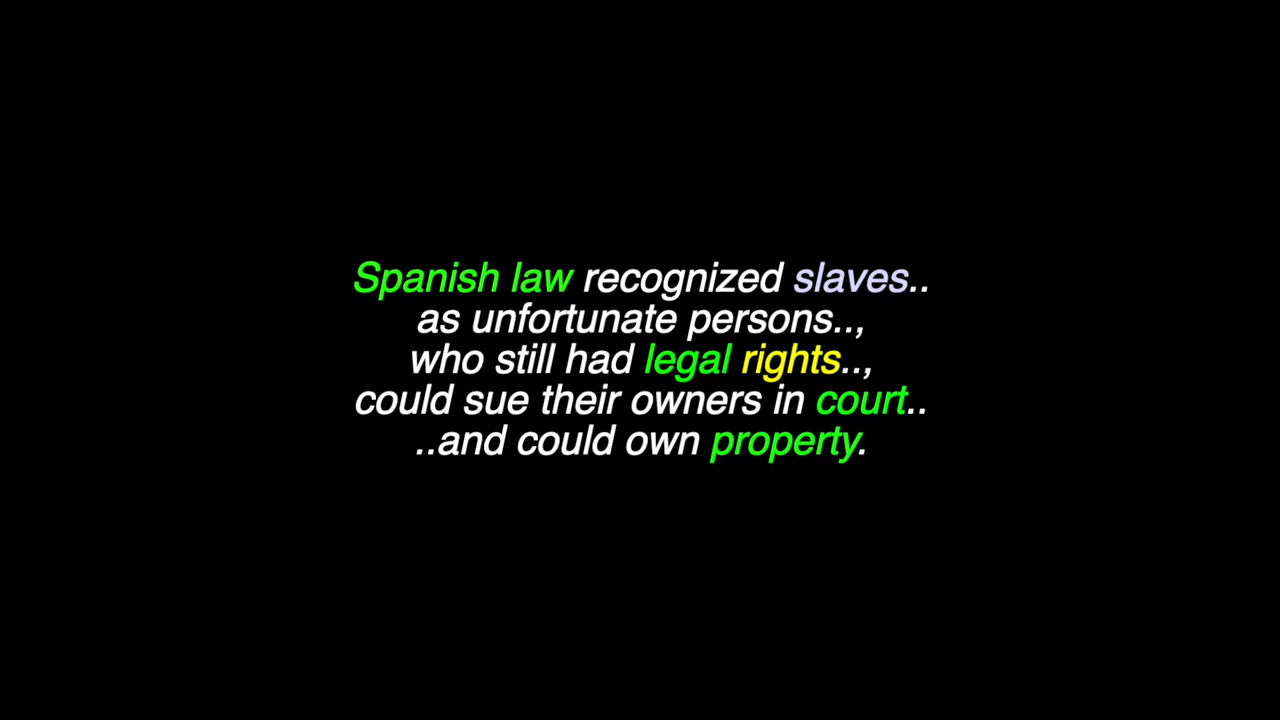 Spanish law recognized slaves..
as unfortunate persons..,
who still had legal rights..,
could sue their owners in court..
..and could own property.